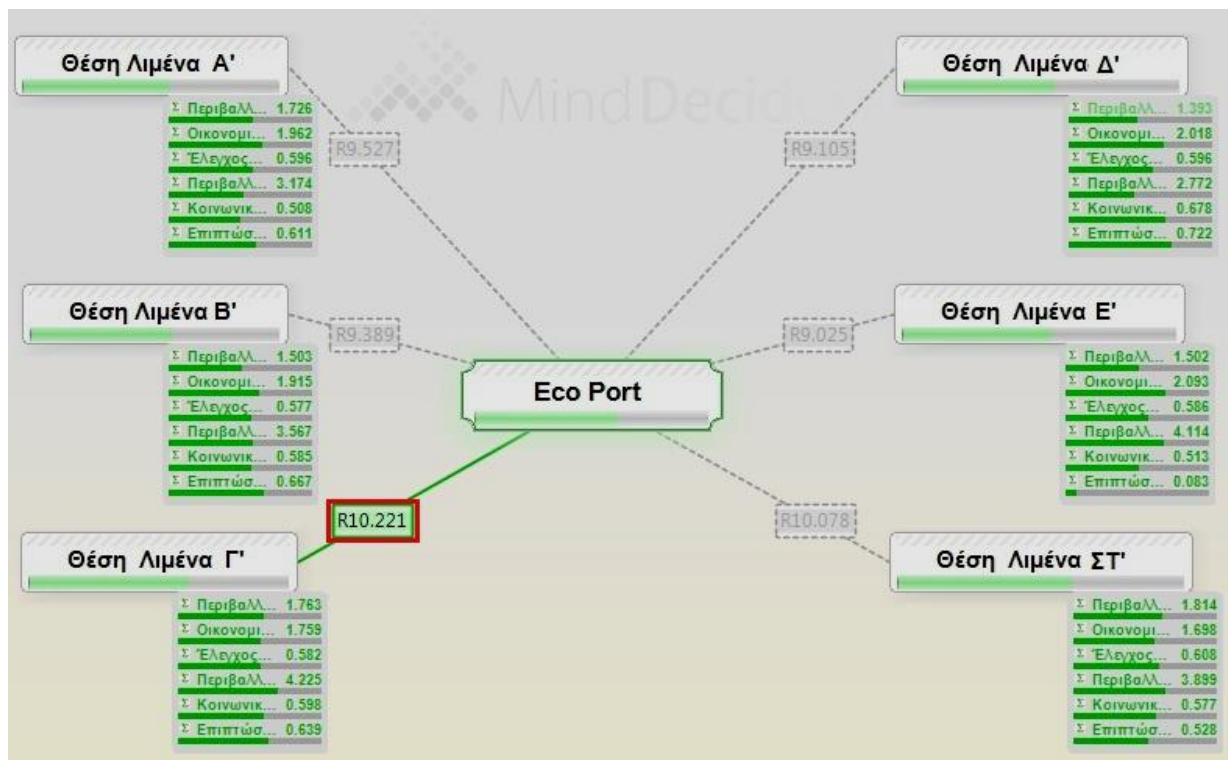 Θέση Λιμένα Α'
Σ Περιβαλλ... 1.726
Σ Οικονομι... 1.962
Σ Έλεγχος... 0.596
Σ Περιβαλλ... 3.174
Σ Κοινωνικ... 0.508
Σ Επιπτώσ... 0.611
R9.527
MindDecider
Θέση Λιμένα Δ'
Σ Περιβαλλ... 1.393
Σ Οικονομι... 2.018
Σ Έλεγχος... 0.596
Σ Περιβαλλ... 2.772
Σ Κοινωνικ... 0.678
Σ Επιπτώσ... 0.722
R9.105
Θέση Λιμένα Β'
Σ Περιβαλλ... 1.503
Σ Οικονομι... 1.915
Σ Έλεγχος... 0.577
Σ Περιβαλλ... 3.567
Σ Κοινωνικ... 0.585
Σ Επιπτώσ... 0.667
R9.389
Eco Port
R9.025
Θέση Λιμένα Ε'
Σ Περιβαλλ... 1.502
Σ Οικονομι... 2.093
Σ Έλεγχος... 0.586
Σ Περιβαλλ... 4.114
Σ Κοινωνικ... 0.513
Σ Επιπτώσ... 0.083
R10.221
Θέση Λιμένα Γ'
Σ Περιβαλλ... 1.763
Σ Οικονομι... 1.759
Σ Έλεγχος... 0.582
Σ Περιβαλλ... 4.225
Σ Κοινωνικ... 0.598
Σ Επιπτώσ... 0.639
R10.078
Θέση Λιμένα ΣΤ'
Σ Περιβαλλ... 1.814
Σ Οικονομι... 1.698
Σ Έλεγχος... 0.608
Σ Περιβαλλ... 3.899
Σ Κοινωνικ... 0.577
Σ Επιπτώσ... 0.528